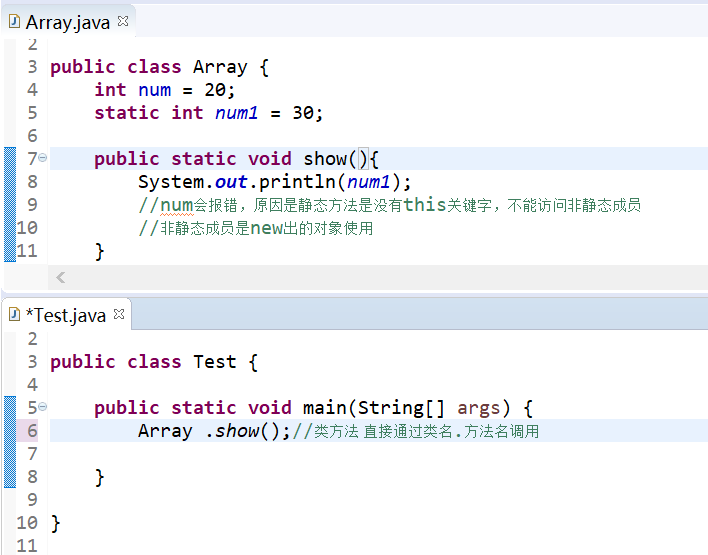 Array.java
2
3 public class Array {
4 int num = 20;
5 static int num1 = 30;
6
7 public static void show(){
8 System.out.println(num1);
9 //num会报错，原因是静态方法是没有this关键字，不能访问非静态成员
10 //非静态成员是new出的对象使用
11 }
*Test.java
2
3 public class Test {
4
5 public static void main(String[] args) {
6 Array .show();//类方法 直接通过类名.方法名调用
7
8 }
9
10 }
11